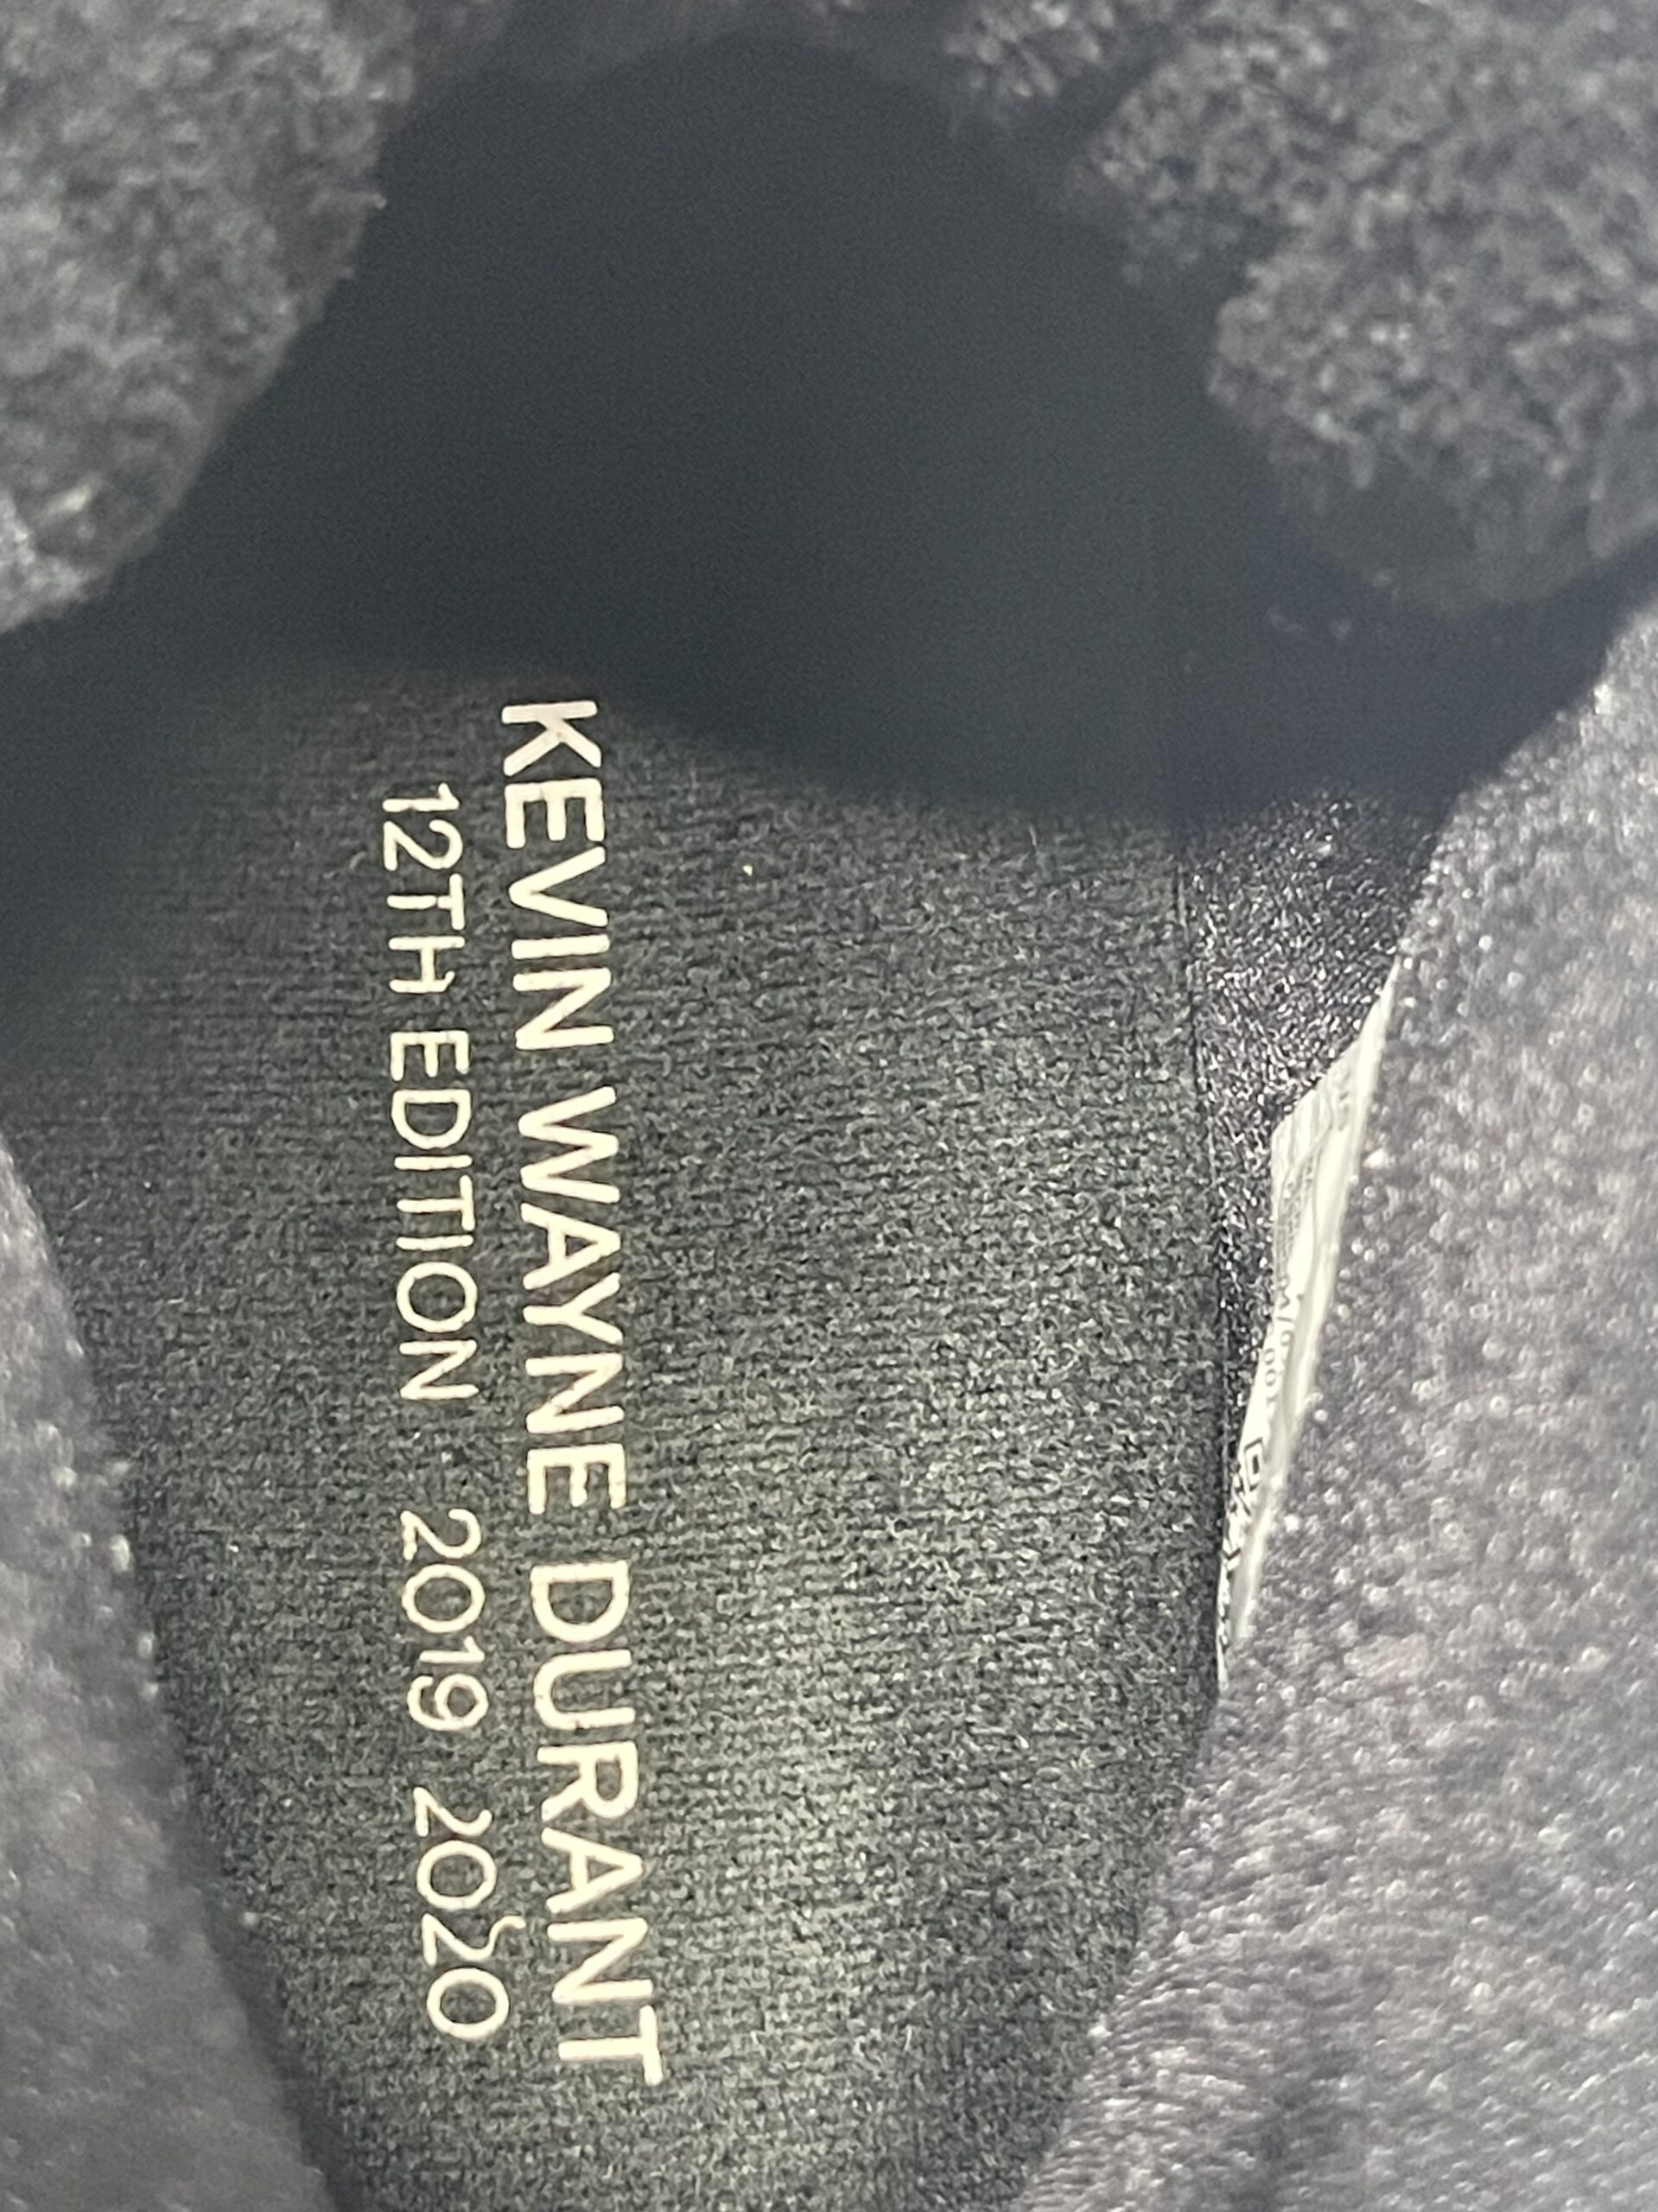 KEVIN WAYNE DURANT
12TH EDITION 2019 2020